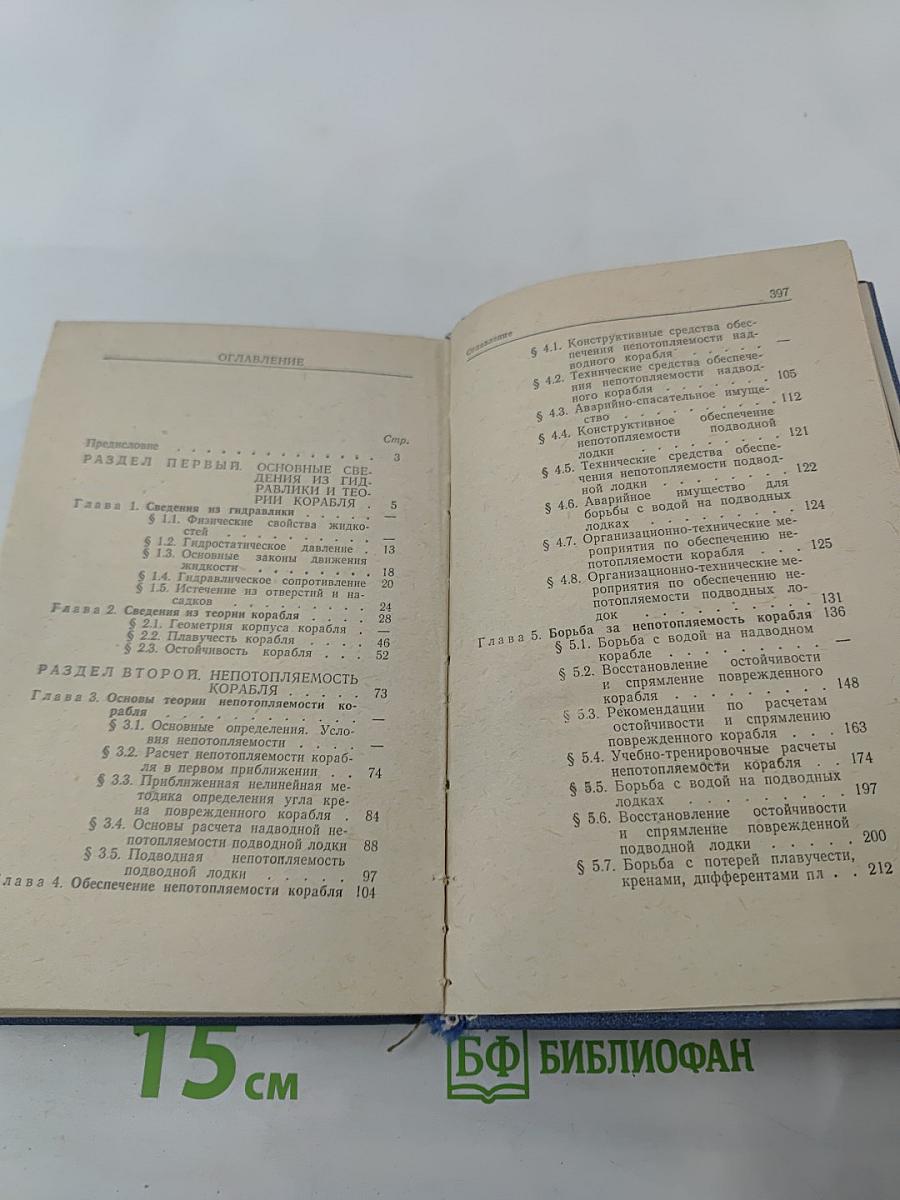 ОГЛАВЛЕНИЕ
Стр.
Предисловие . . . . . . . . . . . . . . 3
РАЗДЕЛ ПЕРВЫЙ. ОСНОВНЫЕ СВЕ-
ДЕНИЯ ИЗ ГИД-
РАВЛИКИ И ТЕО-
РИИ КОРАБЛЯ . 5
Глава 1. Сведения из гидравлики . . . . . —
§ 1.1. Физические свойства жидко-
стей . . . . . . . . . . —
§ 1.2. Гидростатическое давление . 13
§ 1.3. Основные законы движения
жидкости . . . . . . . . 18
§ 1.4. Гидравлическое сопротивление 20
§ 1.5. Истечение из отверстий и на-
садков . . . . . . . . . 24
Глава 2. Сведения из теории корабля . . . . 28
§ 2.1. Геометрия корпуса корабля . —
§ 2.2. Плавучесть корабля . . . . 46
§ 2.3. Остойчивость корабля . . . 52
РАЗДЕЛ ВТОРОЙ. НЕПОТОПЛЯЕМОСТЬ
КОРАБЛЯ . . . . . 73
Глава 3. Основы теории непотопляемости ко-
рабля . . . . . . . . . . . . . —
§ 3.1. Основные определения. Усло-
вия непотопляемости . . . . —
§ 3.2. Расчет непотопляемости кораб-
ля в первом приближении . . 74
§ 3.3. Приближенная нелинейная ме-
тодика определения угла кре-
на поврежденного корабля . 84
§ 3.4. Основы расчета надводной не-
потопляемости подводной лодки 88
§ 3.5. Подводная непотопляемость
подводной лодки . . . . . 97
лава 4. Обеспечение непотопляемости корабля 104
Оглавление 397
§ 4.1. Конструктивные средства обес-
печения непотопляемости над-
водного корабля . . . . . —
§ 4.2. Технические средства обеспече-
ния непотопляемости надвод-
ного корабля . . . . . . . 105
§ 4.3. Аварийно-спасательное имуще-
ство . . . . . . . . . . 112
§ 4.4. Конструктивное обеспечение
непотопляемости подводной
лодки . . . . . . . . . . 121
§ 4.5. Технические средства обеспе-
чения непотопляемости подвод-
ной лодки . . . . . . . . 122
§ 4.6. Аварийное имущество для
борьбы с водой на подводных
лодках . . . . . . . . . 124
§ 4.7. Организационно-технические ме-
роприятия по обеспечению не-
потопляемости корабля . . . 125
§ 4.8. Организационно-технические ме-
роприятия по обеспечению не-
потопляемости подводных ло-
док . . . . . . . . . . 131
Глава 5. Борьба за непотопляемость корабля 136
§ 5.1. Борьба с водой на надводном
корабле . . . . . . . . . —
§ 5.2. Восстановление остойчивости
и спрямление поврежденного
корабля . . . . . . . . . 148
§ 5.3. Рекомендации по расчетам
остойчивости и спрямлению
поврежденного корабля . . . 163
§ 5.4. Учебно-тренировочные расчеты
непотопляемости корабля . . 174
§ 5.5. Борьба с водой на подводных
лодках . . . . . . . . . 197
§ 5.6. Восстановление остойчивости
и спрямление поврежденной
подводной лодки . . . . . 200
§ 5.7. Борьба с потерей плавучести,
кренами, дифферентами пл . . 212
15 см
БФ БИБЛИОФАН